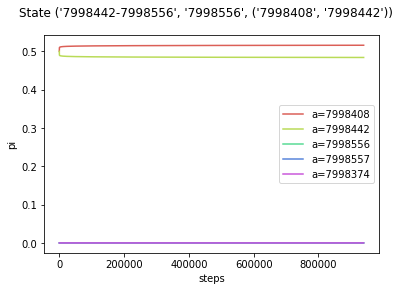 State ('7998442-7998556', '7998556', ('7998408', '7998442'))
0.5
0.4
0.3
0.2
0.1
0.0
pi
a=7998408
a=7998442
a=7998556
a=7998557
a=7998374
0
200000
400000
600000
800000
steps